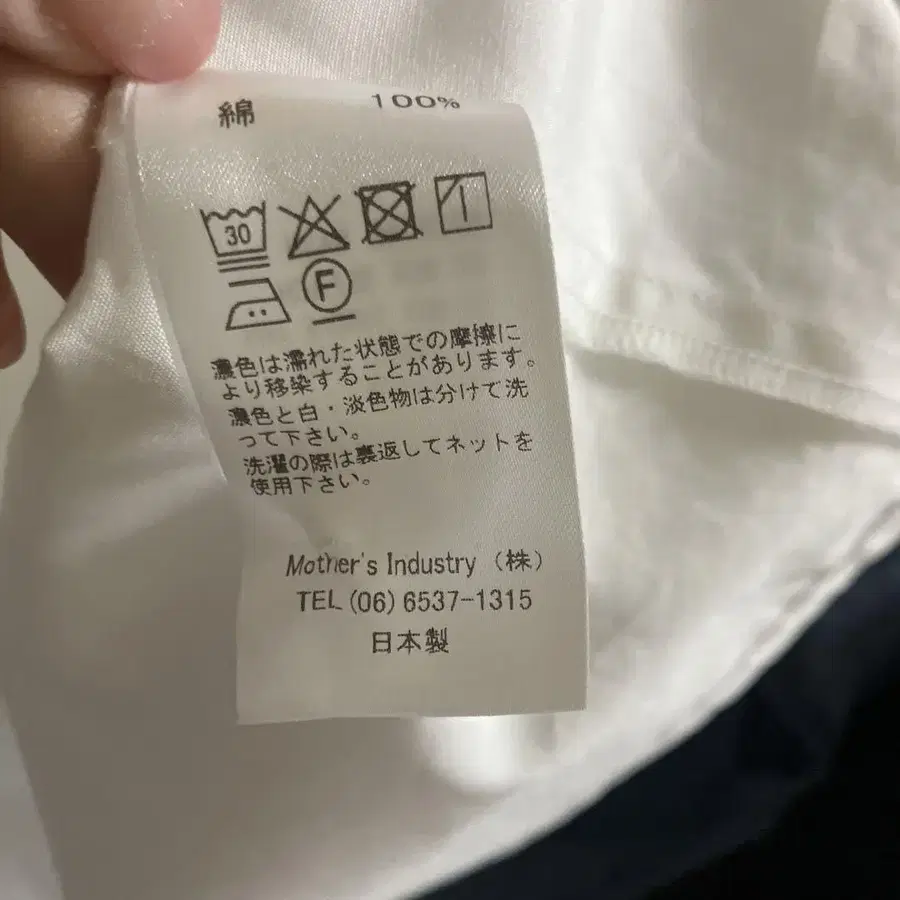 綿 100%
30
F
濃色は濡れた状態での摩擦に
より移染することがあります。
濃色と白・淡色物は分けて洗
って下さい。
洗濯の際は裏返してネットを
使用下さい。
Mother's Industry (株)
TEL(06)6537-1315
日本製